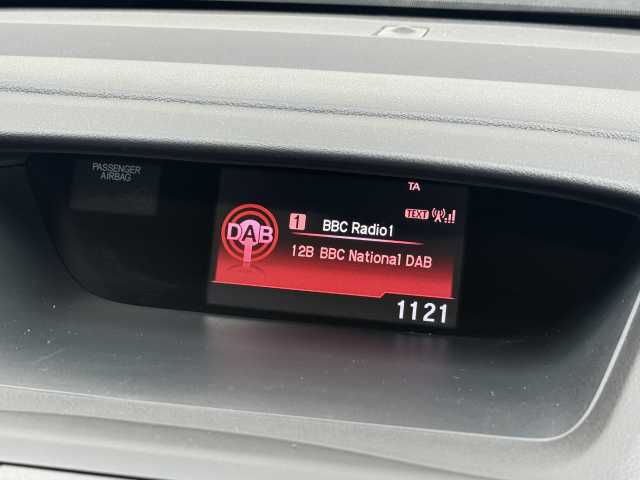 PASSENGER
AIRBAG
TA
TEXT
DAB
1 BBC Radio1
12B BBC National DAB
1121